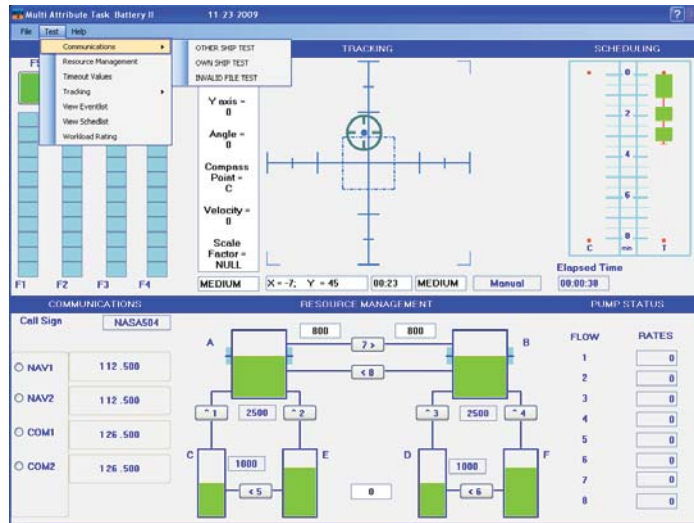 Multi Attribute Task Battery II 11 23 2009 ?
File Test Help
Communications
Resource Management
Timeout Values
Tracking
View Eventlist
View Schedlist
Workload Rating
OTHER SHIP TEST
OWN SHIP TEST
INVALID FILE TEST
TRACKING
SCHEDULING
Y axis =
0
Angle =
0
Compass
Point =
C
Velocity =
0
Scale
Factor =
NULL
0
2
4
6
8
C min T
Elapsed Time
00:00:30
F1 F2 F3 F4
MEDIUM X = -7; Y = 45 00:23 MEDIUM Manual
COMMUNICATIONS
Call Sign NASA504
NAV1 112.500
NAV2 112.500
COM1 126.500
COM2 126.500
RESOURCE MANAGEMENT
800 800
A 7 > B
< 8
^ 1 2500 ^ 2 ^ 3 2500 ^ 4
C E D F
1000 1000
< 5 0 < 6
PUMP STATUS
FLOW RATES
1 0
2 0
3 0
4 0
5 0
6 0
7 0
8 0